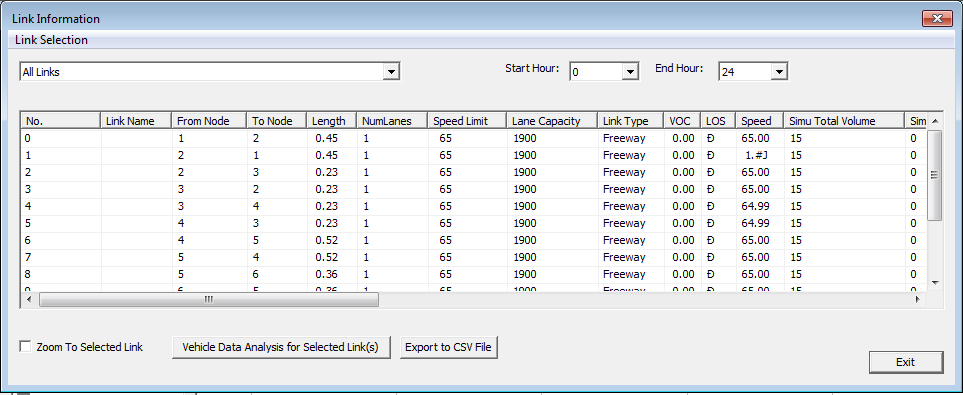 Link Information
Link Selection
All Links Start Hour: 0 End Hour: 24
No. Link Name From Node To Node Length NumLanes Speed Limit Lane Capacity Link Type VOC LOS Speed Simu Total Volume Sim
0 1 2 0.45 1 65 1900 Freeway 0.00 Đ 65.00 15 0
1 2 1 0.45 1 65 1900 Freeway 0.00 Đ 1.#J 15 0
2 2 3 0.23 1 65 1900 Freeway 0.00 Đ 65.00 15 0
3 3 2 0.23 1 65 1900 Freeway 0.00 Đ 65.00 15 0
4 3 4 0.23 1 65 1900 Freeway 0.00 Đ 64.99 15 0
5 4 3 0.23 1 65 1900 Freeway 0.00 Đ 64.99 15 0
6 4 5 0.52 1 65 1900 Freeway 0.00 Đ 65.00 15 0
7 5 4 0.52 1 65 1900 Freeway 0.00 Đ 65.00 15 0
8 5 6 0.36 1 65 1900 Freeway 0.00 Đ 65.00 15 0
9 6 5 0.36 1 65 1900 Freeway 0.00 Đ 65.00 15 0
Zoom To Selected Link Vehicle Data Analysis for Selected Link(s) Export to CSV File
Exit